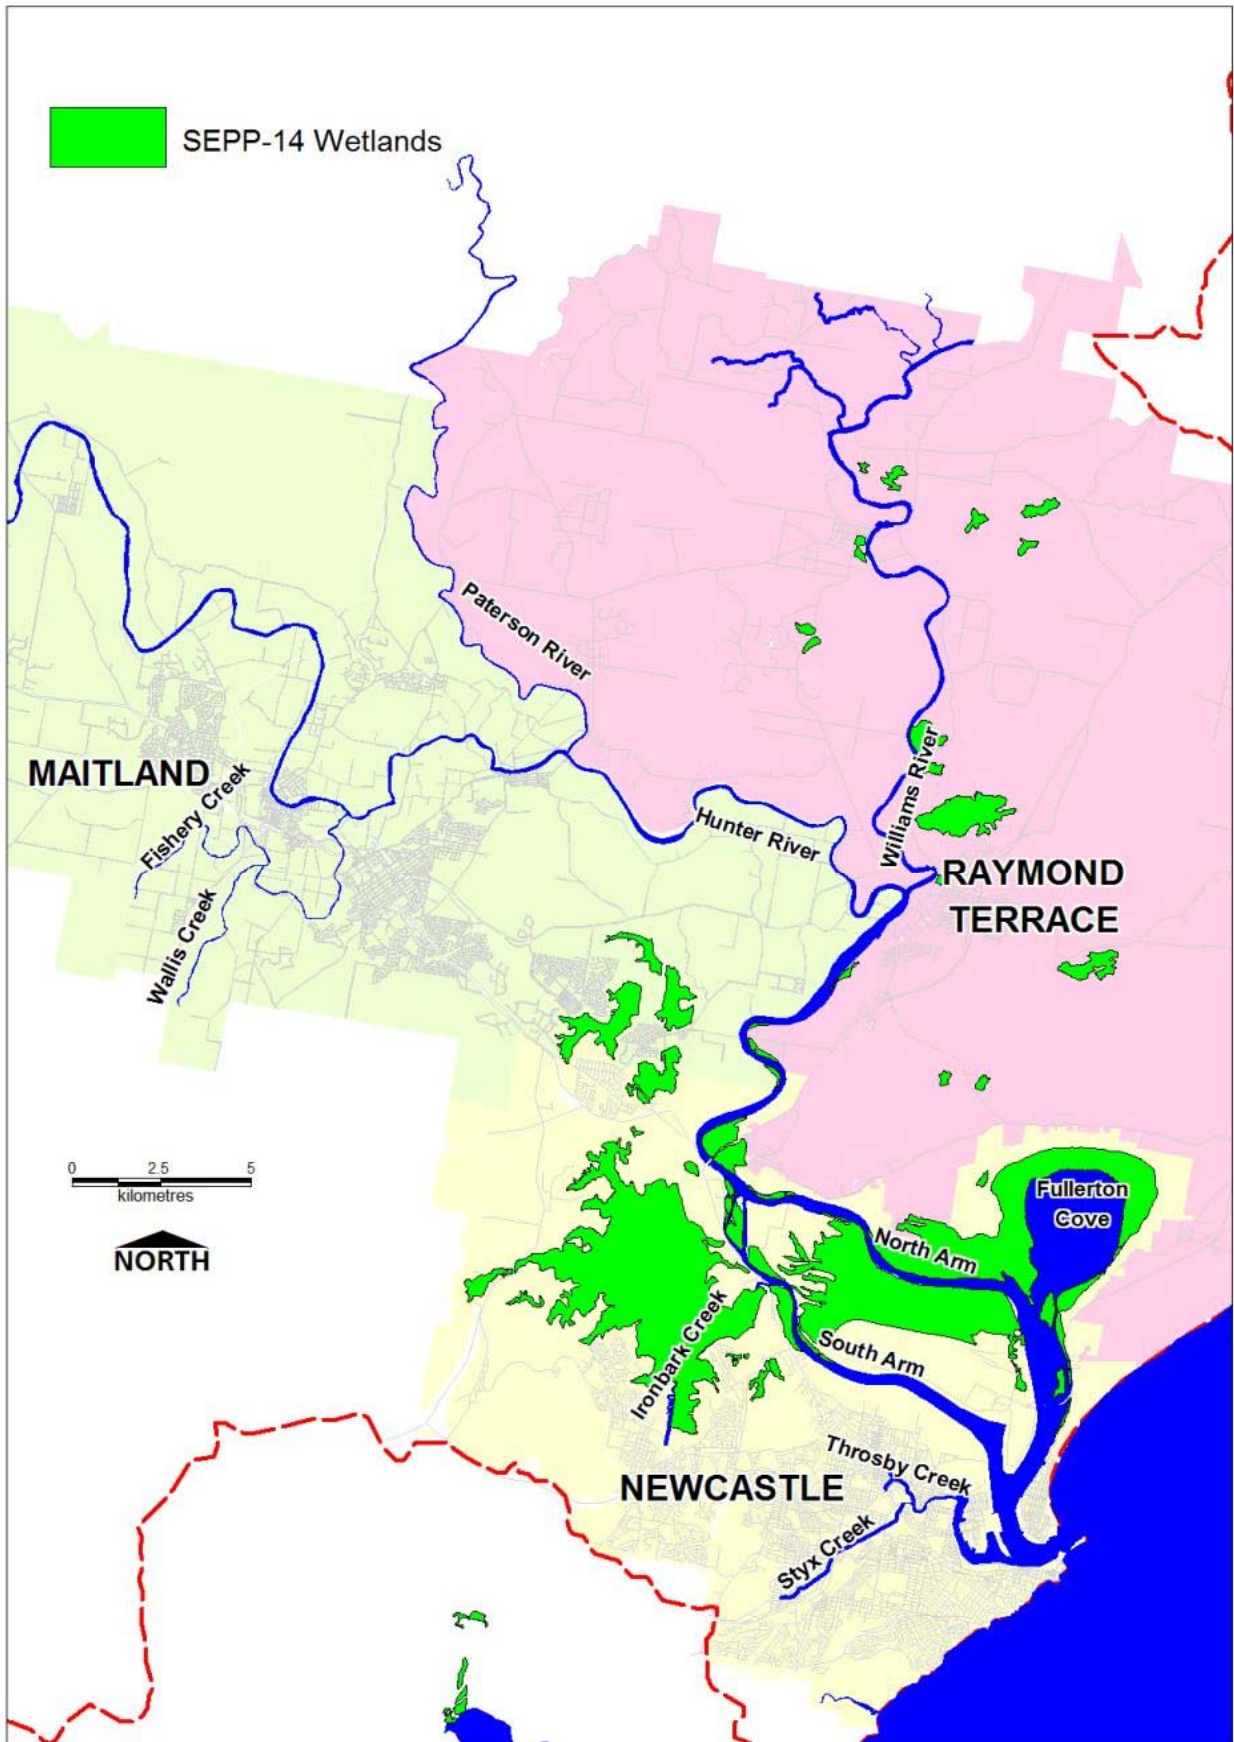 SEPP-14 Wetlands
Paterson River
MAITLAND
Fishery Creek
Wallis Creek
Hunter River
Williams River
RAYMOND
TERRACE
0 2.5 5
kilometres
NORTH
Fullerton
Cove
North Arm
South Arm
Ironbark Creek
NEWCASTLE
Throsby Creek
Styx Creek